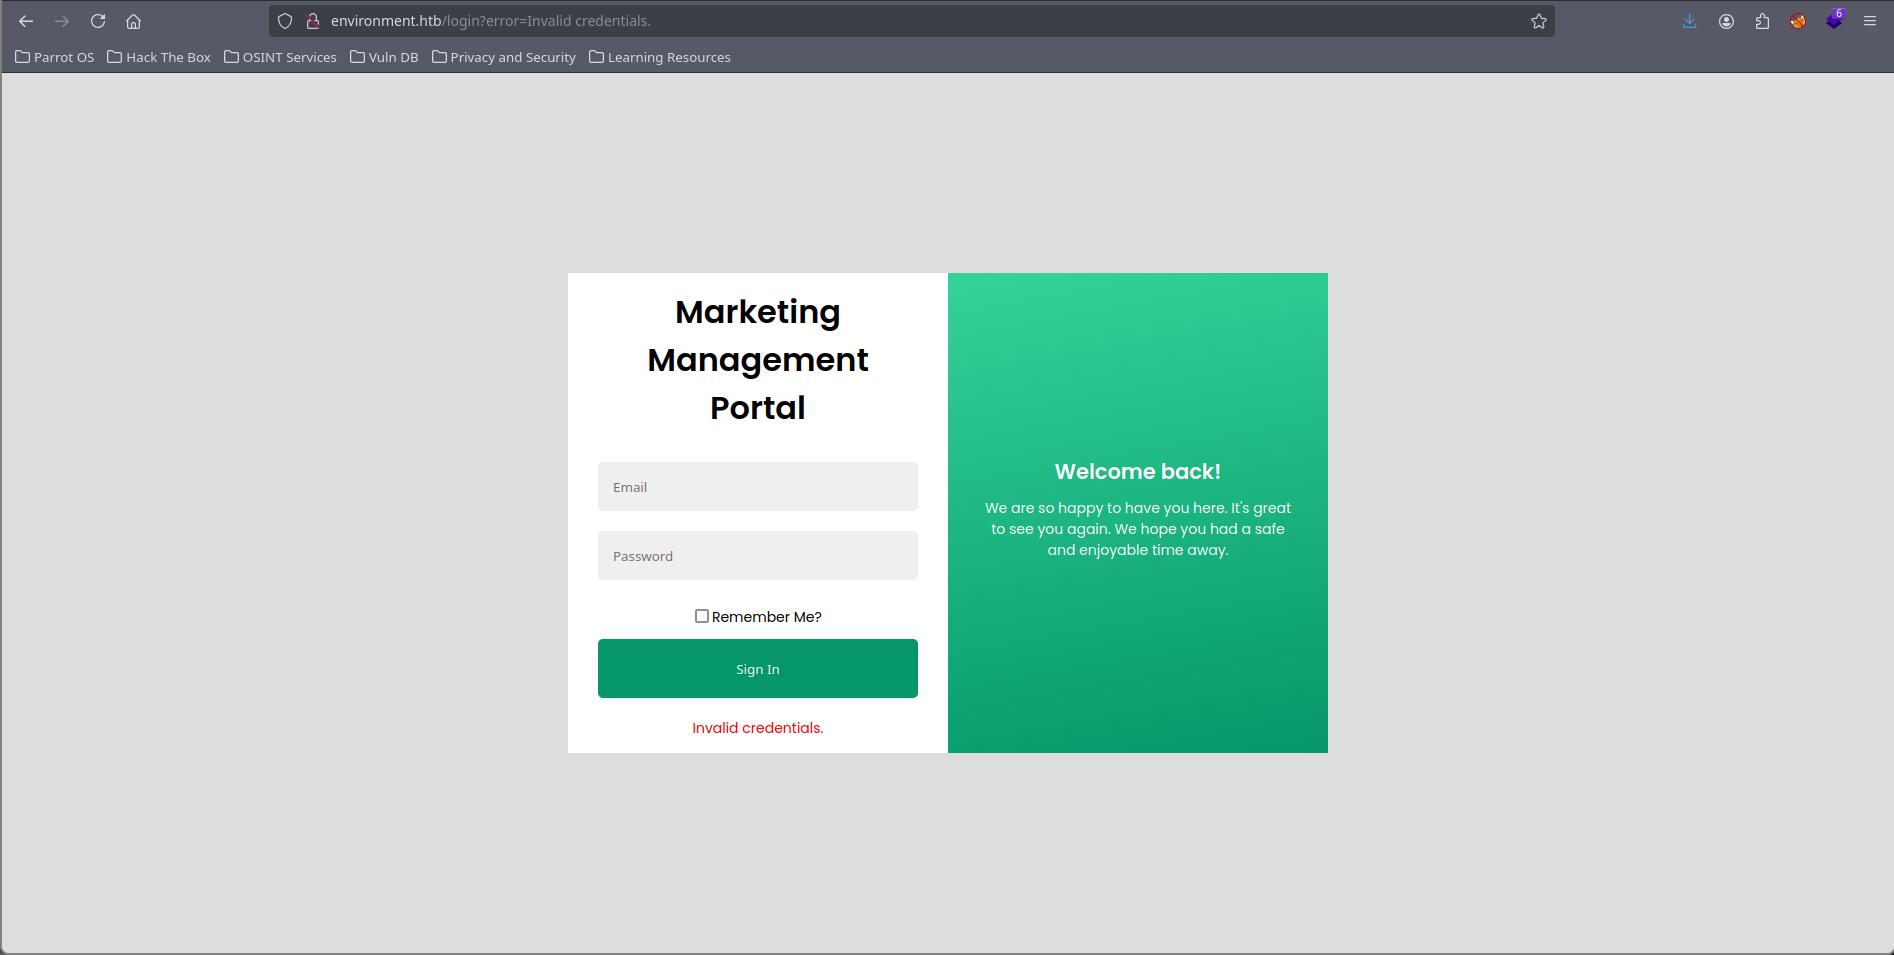 environment.htb/login?error=Invalid credentials.
6
Parrot OS Hack The Box OSINT Services Vuln DB Privacy and Security Learning Resources
Marketing
Management
Portal
Email
Password
Remember Me?
Sign In
Invalid credentials.
Welcome back!
We are so happy to have you here. It's great
to see you again. We hope you had a safe
and enjoyable time away.